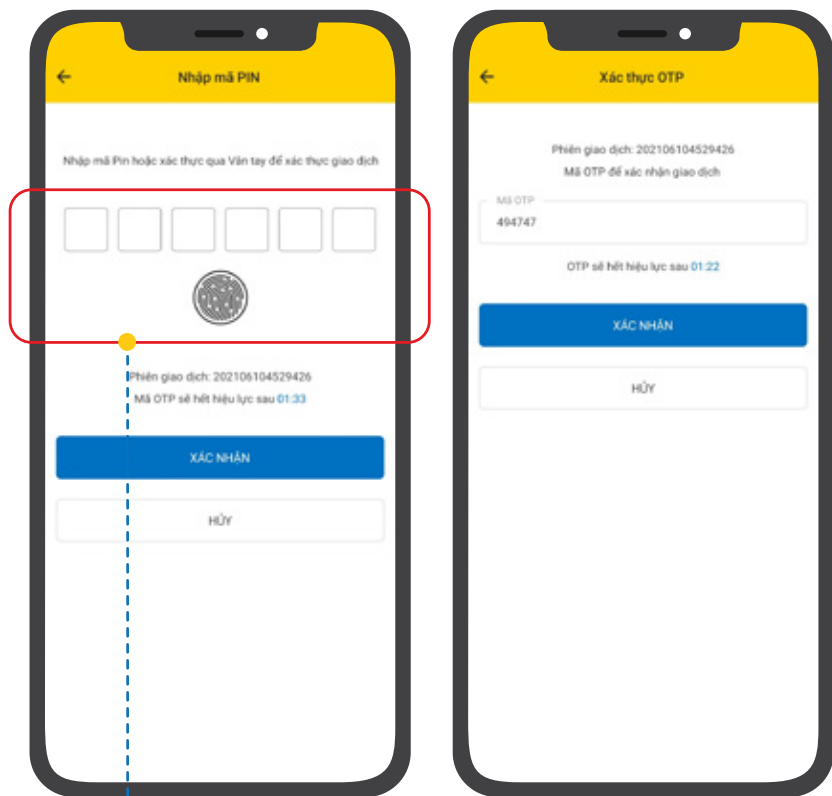 Nhập mã PIN
Nhập mã Pin hoặc xác thực qua Vân tay để xác thực giao dịch
Phiên giao dịch: 202106104529426
Mã OTP sẽ hết hiệu lực sau 01:33
XÁC NHẬN
HỦY
Xác thực OTP
Phiên giao dịch: 202106104529426
Mã OTP để xác nhận giao dịch
Mã OTP
494747
OTP sẽ hết hiệu lực sau 01:22
XÁC NHẬN
HỦY